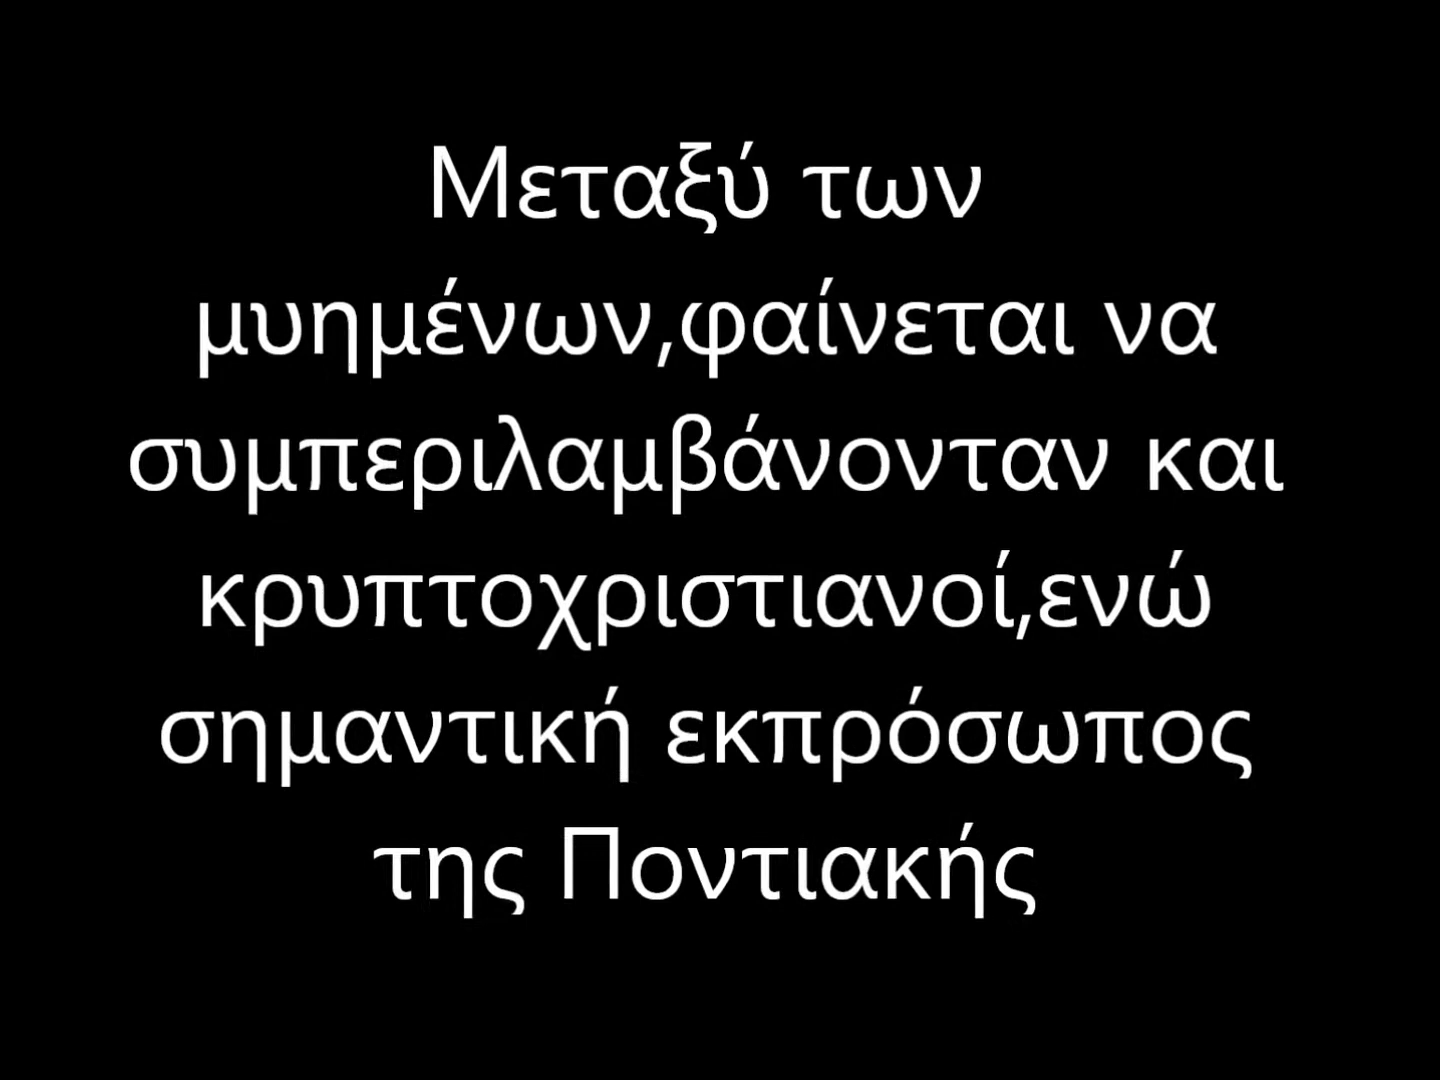 Μεταξύ των
μυημένων,φαίνεται να
συμπεριλαμβάνονταν και
κρυπτοχριστιανοί,ενώ
σημαντική εκπρόσωπος
της Ποντιακής